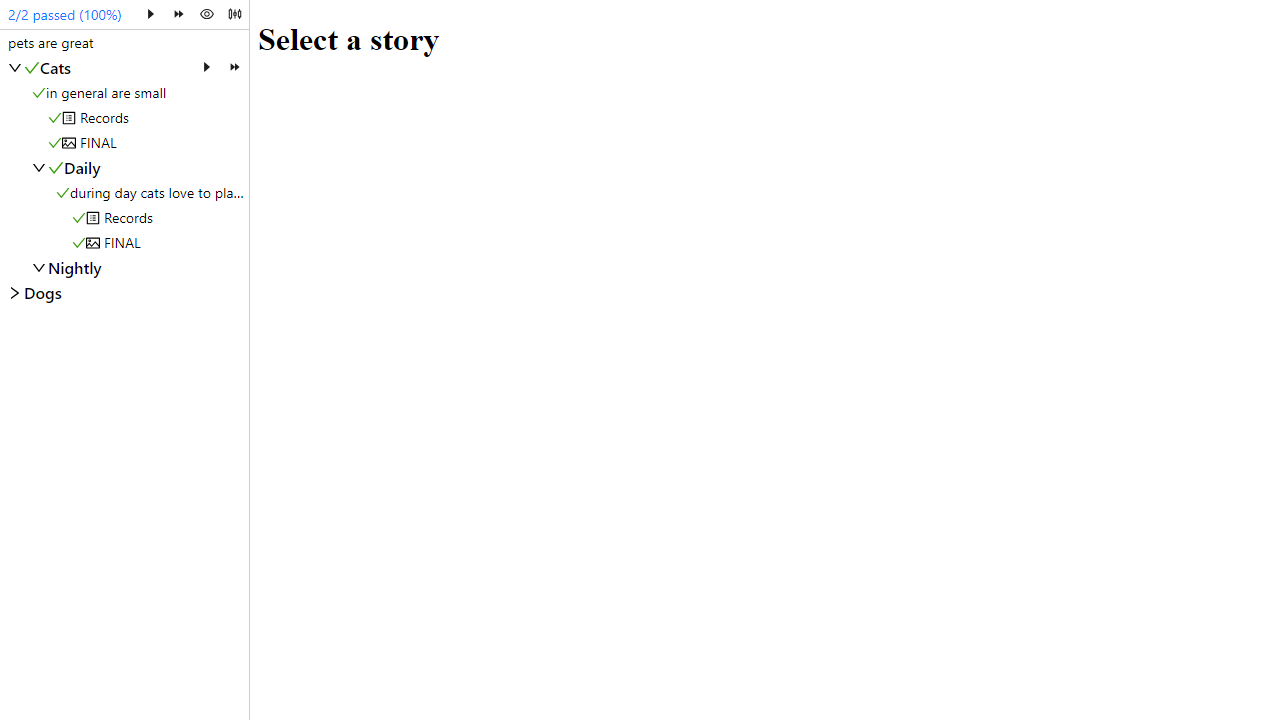 2/2 passed (100%)
pets are great
Cats
in general are small
Records
FINAL
Daily
during day cats love to pla...
Records
FINAL
Nightly
Dogs
Select a story